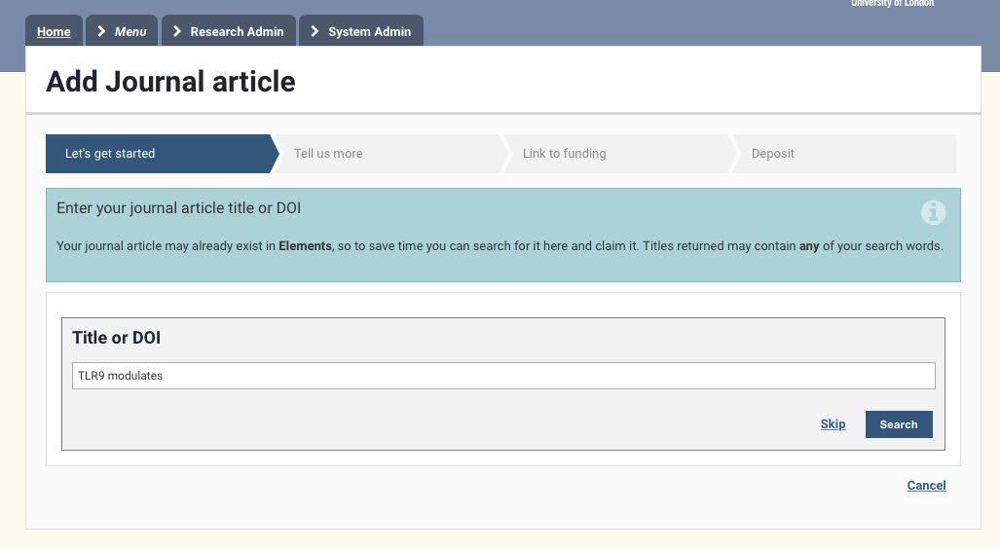 University of London
Home
Menu
Research Admin
System Admin
Add Journal article
Let's get started
Tell us more
Link to funding
Deposit
Enter your journal article title or DOI
Your journal article may already exist in Elements, so to save time you can search for it here and claim it. Titles returned may contain any of your search words.
Title or DOI
TLR9 modulates
Skip
Search
Cancel